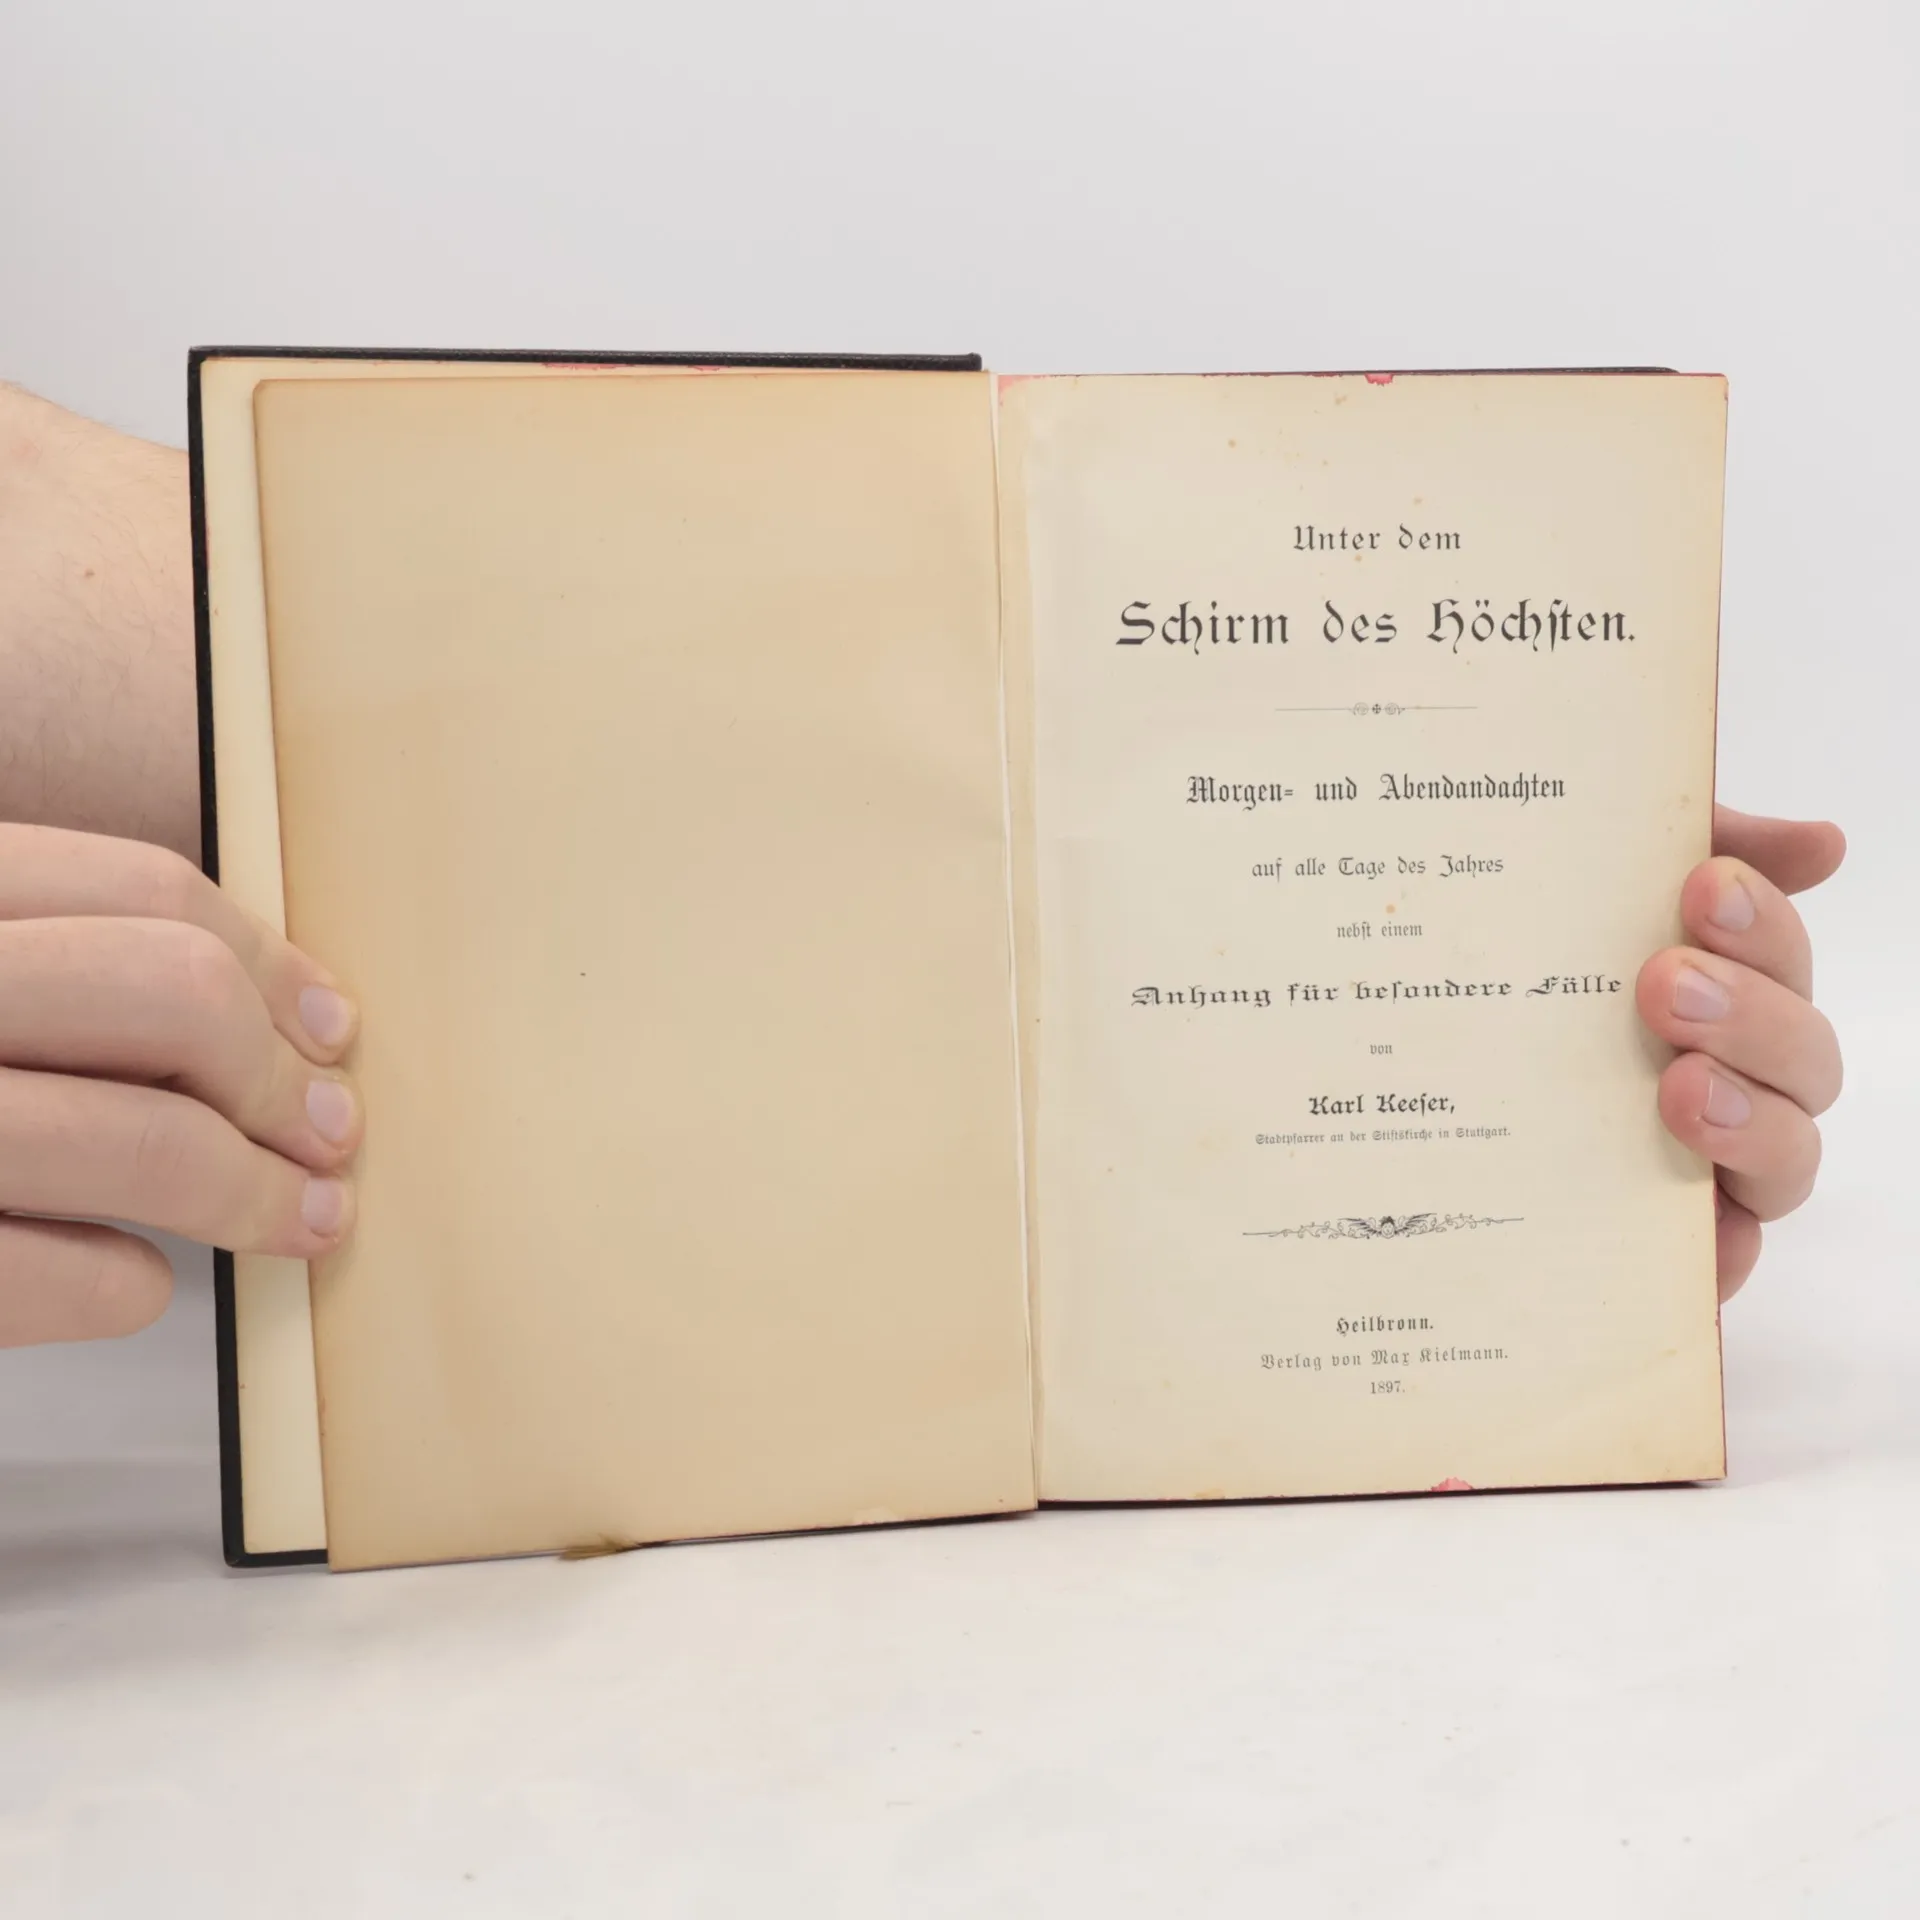 Unter dem
Schirm des Höchſten.
Morgen= und Abendandachten
auf alle Tage des Jahres
nebſt einem
Anhang für beſondere Fälle
von
Karl Keeſer,
Stadtpfarrer an der Stiftskirche in Stuttgart.
Heilbronn.
Verlag von Max Kielmann.
1897.